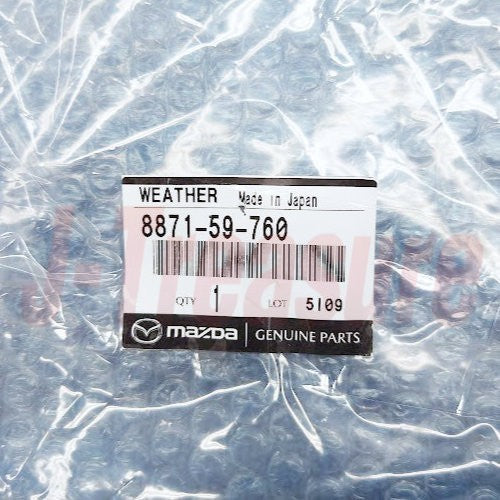 WEATHER Made in Japan
8871-59-760
QTY 1 LOT 5109
mazda GENUINE PARTS